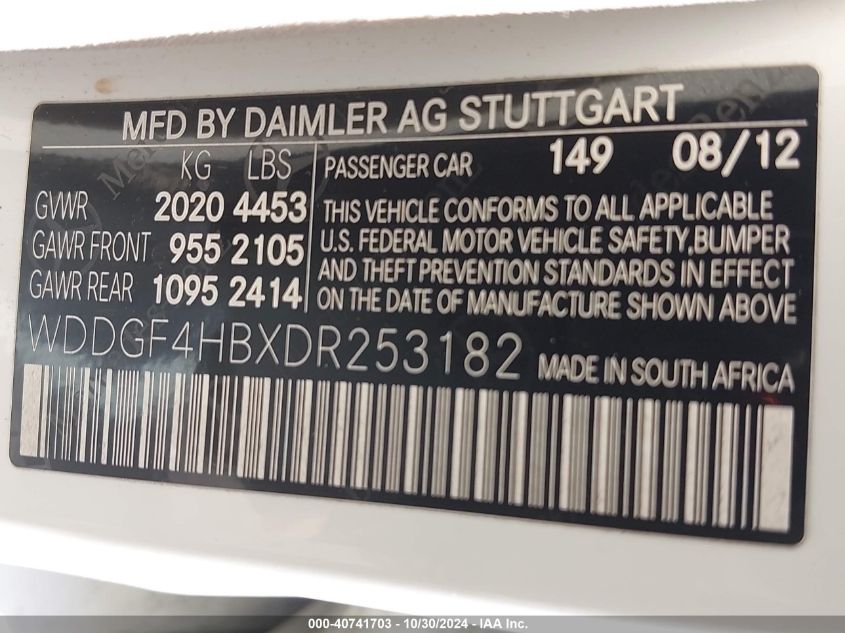 MFD BY DAIMLER AG STUTTGART
KG LBS
GVWR 2020 4453
GAWR FRONT 955 2105
GAWR REAR 1095 2414
PASSENGER CAR 149 08/12
THIS VEHICLE CONFORMS TO ALL APPLICABLE
U.S. FEDERAL MOTOR VEHICLE SAFETY,BUMPER
AND THEFT PREVENTION STANDARDS IN EFFECT
ON THE DATE OF MANUFACTURE SHOWN ABOVE
WDDGF4HBXDR253182 MADE IN SOUTH AFRICA
000-40741703 - 10/30/2024 - IAA Inc.